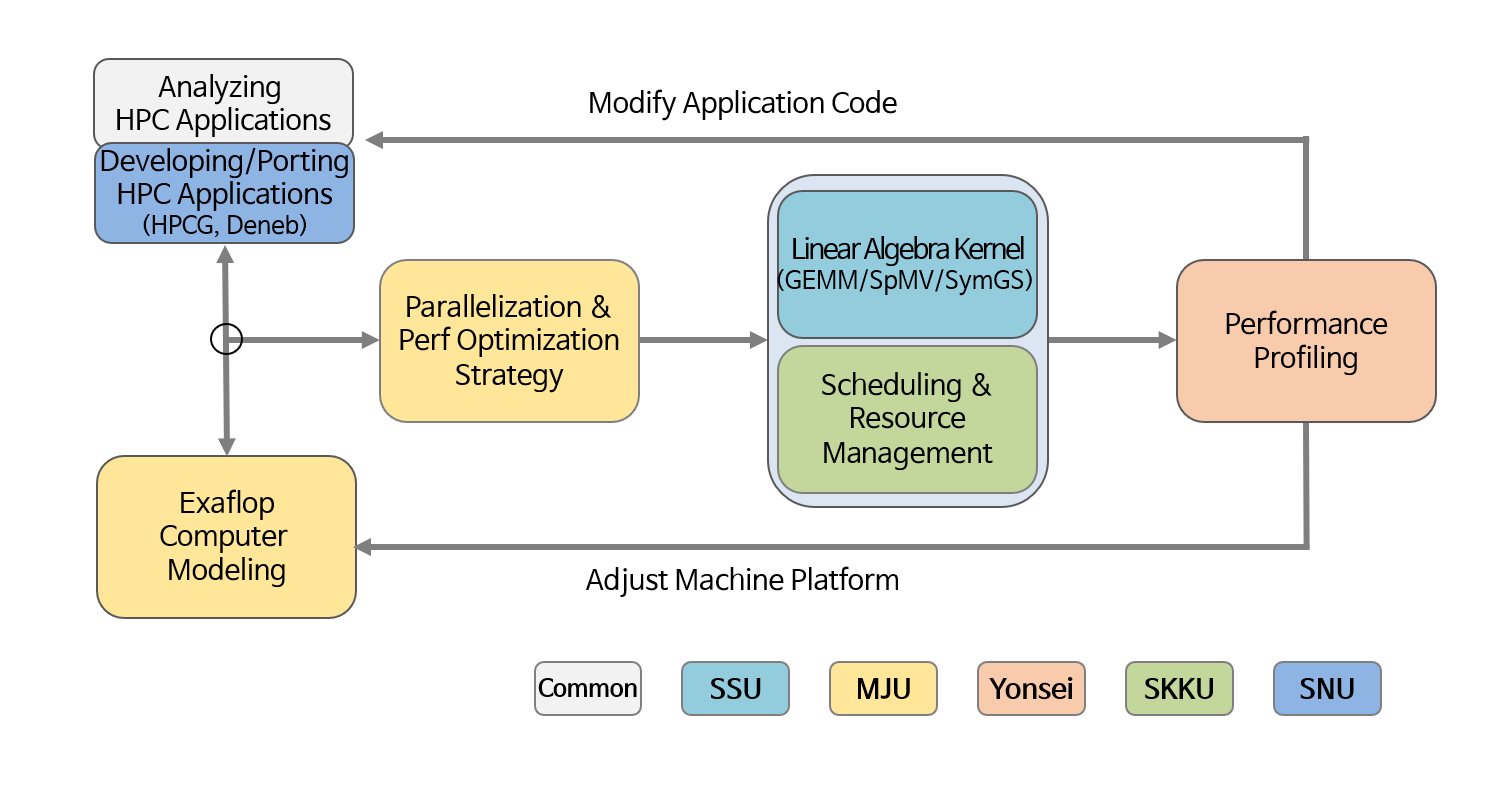 Analyzing
HPC Applications
Developing/Porting
HPC Applications
(HPCG, Deneb)
Modify Application Code
Parallelization &
Perf Optimization
Strategy
Linear Algebra Kernel
(GEMM/SpMV/SymGS)
Scheduling &
Resource
Management
Performance
Profiling
Exaflop
Computer
Modeling
Adjust Machine Platform
Common
SSU
MJU
Yonsei
SKKU
SNU